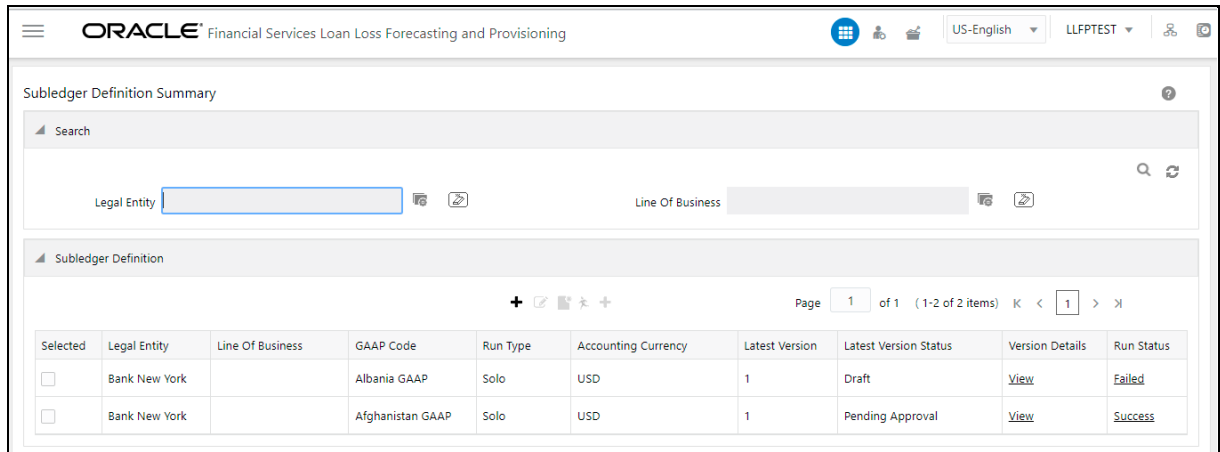 ORACLE® Financial Services Loan Loss Forecasting and Provisioning US-English LLFPTEST
Subledger Definition Summary ?
Search
Legal Entity Line Of Business
Subledger Definition
Page 1 of 1 (1-2 of 2 items) K < 1 > >|
Selected Legal Entity Line Of Business GAAP Code Run Type Accounting Currency Latest Version Latest Version Status Version Details Run Status
Bank New York Albania GAAP Solo USD 1 Draft View Failed
Bank New York Afghanistan GAAP Solo USD 1 Pending Approval View Success